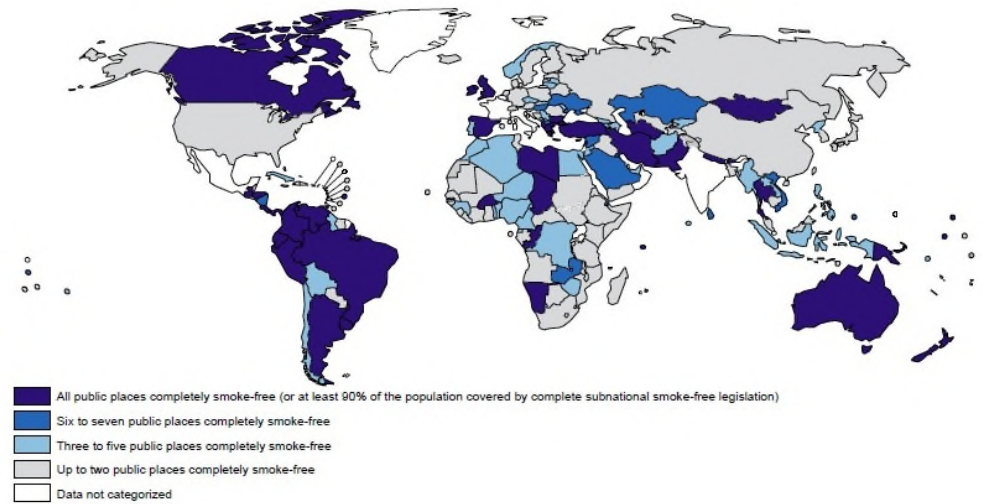 All public places completely smoke-free (or at least 90% of the population covered by complete subnational smoke-free legislation)
Six to seven public places completely smoke-free
Three to five public places completely smoke-free
Up to two public places completely smoke-free
Data not categorized